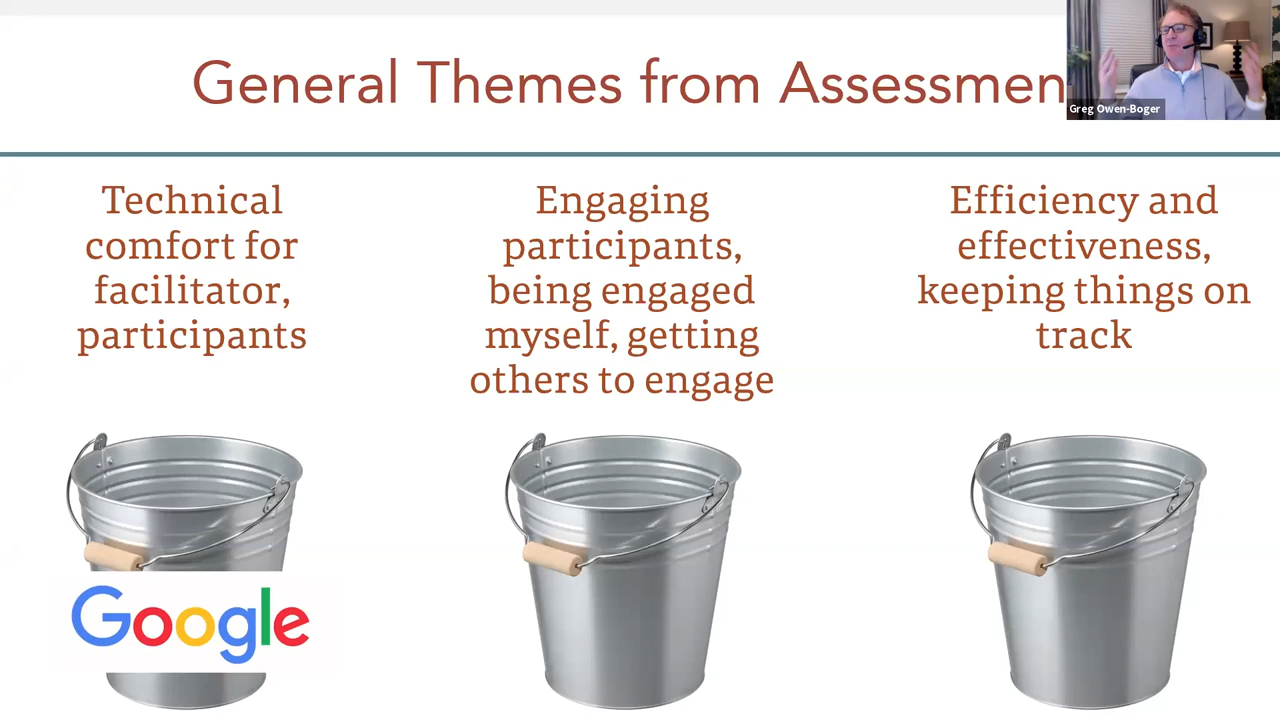 General Themes from Assessmen
Greg Owen-Boger
Technical
comfort for
facilitator,
participants
Engaging
participants,
being engaged
myself, getting
others to engage
Efficiency and
effectiveness,
keeping things on
track
Google